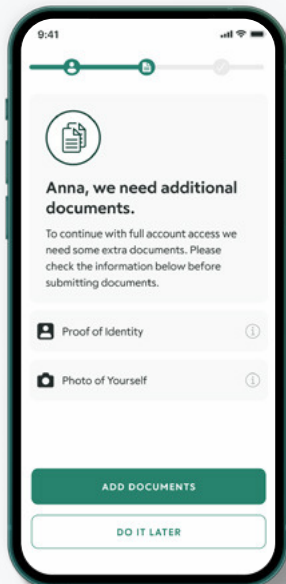 9:41
Anna, we need additional
documents.
To continue with full account access we
need some extra documents. Please
check the information below before
submitting documents.
Proof of Identity
Photo of Yourself
ADD DOCUMENTS
DO IT LATER